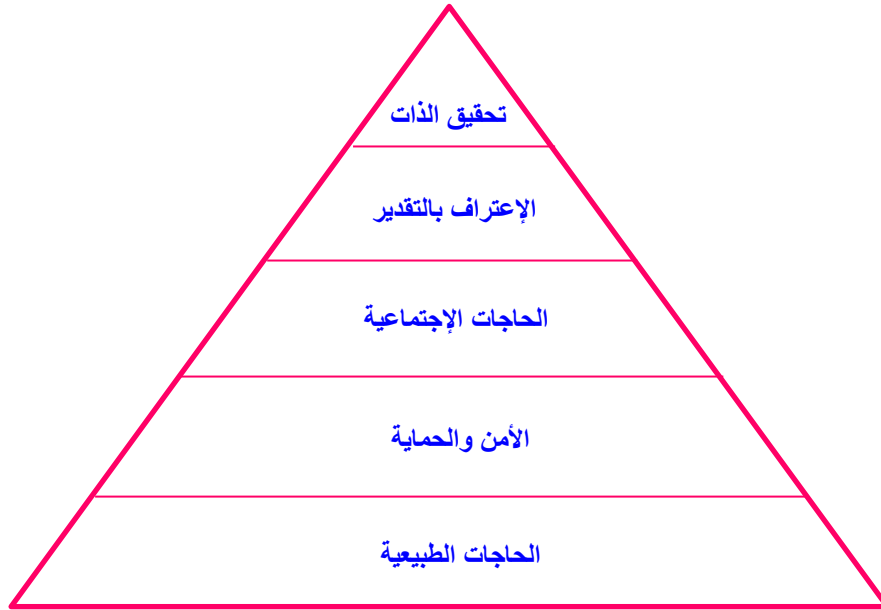 تحقيق الذات
الإعتراف بالتقدير
الحاجات الإجتماعية
الأمن والحماية
الحاجات الطبيعية